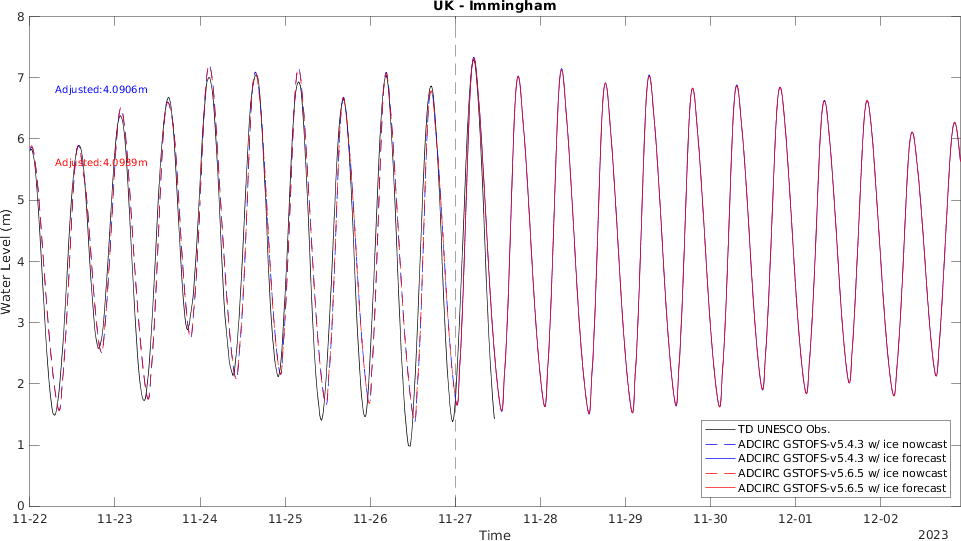 UK - Immingham
8
7
6
5
4
3
2
1
0
Water Level (m)
Adjusted:4.0906m
Adjusted:4.0939m
TD UNESCO Obs.
ADCIRC GSTOFS-v5.4.3 w/ ice nowcast
ADCIRC GSTOFS-v5.4.3 w/ ice forecast
ADCIRC GSTOFS-v5.6.5 w/ ice nowcast
ADCIRC GSTOFS-v5.6.5 w/ ice forecast
11-22 11-23 11-24 11-25 11-26 11-27 11-28 11-29 11-30 12-01 12-02
Time
2023